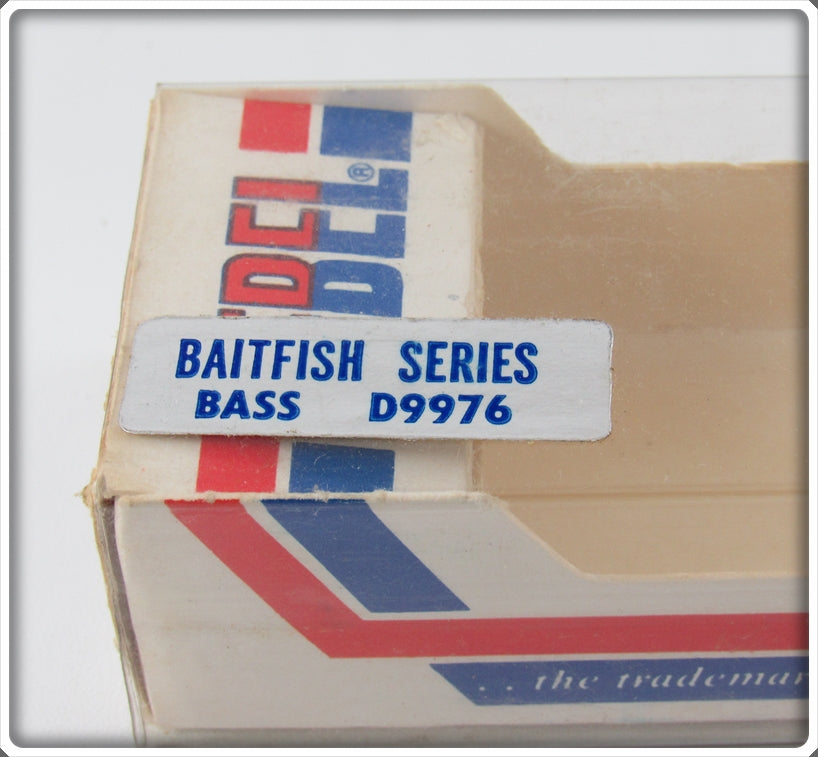 BAITFISH SERIES
BASS D9976
. . the trademar